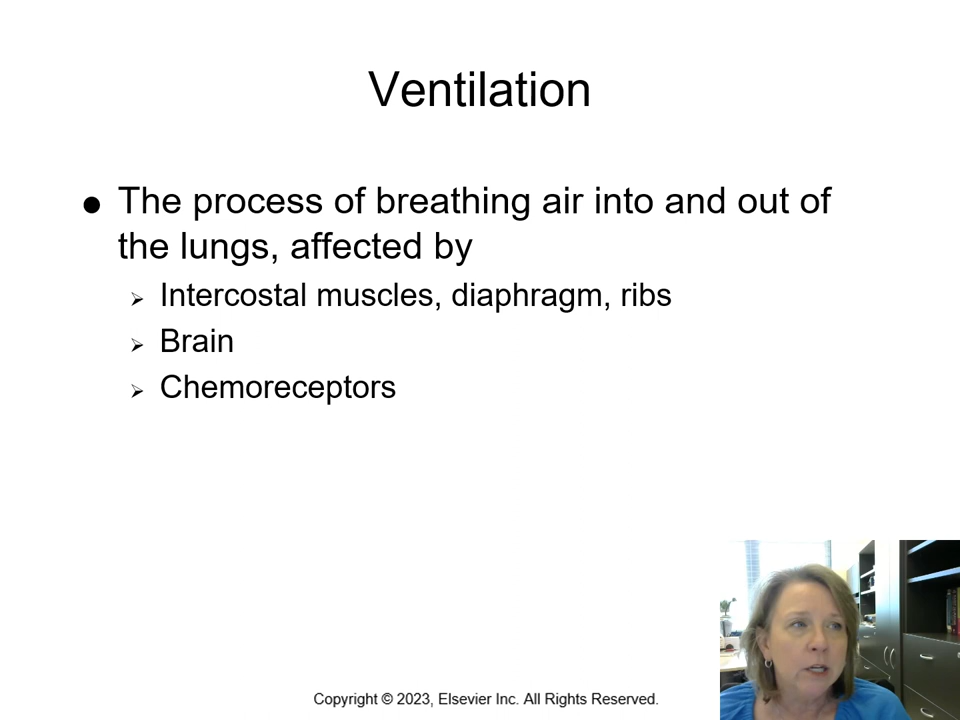 Ventilation
● The process of breathing air into and out of
the lungs, affected by
➢ Intercostal muscles, diaphragm, ribs
➢ Brain
➢ Chemoreceptors
Copyright © 2023, Elsevier Inc. All Rights Reserved.